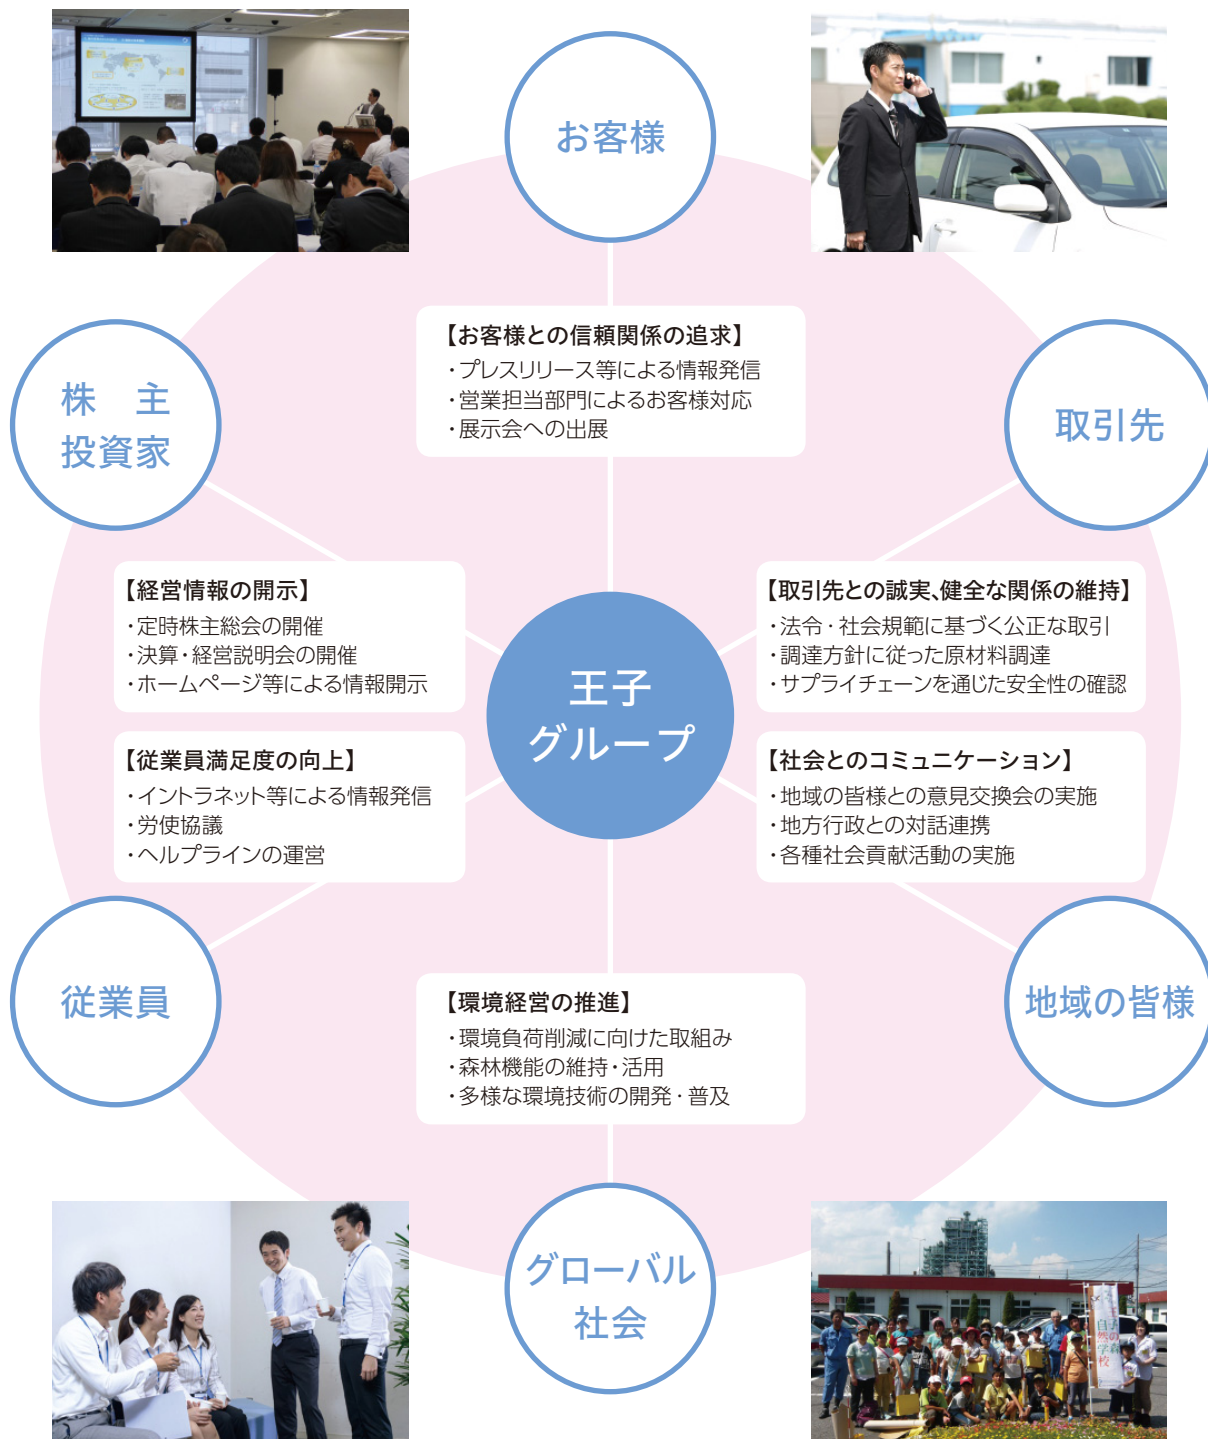 お客様
株　主
投資家
取引先
【お客様との信頼関係の追求】
・プレスリリース等による情報発信
・営業担当部門によるお客様対応
・展示会への出展
【経営情報の開示】
・定時株主総会の開催
・決算・経営説明会の開催
・ホームページ等による情報開示
【取引先との誠実、健全な関係の維持】
・法令・社会規範に基づく公正な取引
・調達方針に従った原材料調達
・サプライチェーンを通じた安全性の確認
王子
グループ
【従業員満足度の向上】
・イントラネット等による情報発信
・労使協議
・ヘルプラインの運営
【社会とのコミュニケーション】
・地域の皆様との意見交換会の実施
・地方行政との対話連携
・各種社会貢献活動の実施
従業員
地域の皆様
【環境経営の推進】
・環境負荷削減に向けた取組み
・森林機能の維持・活用
・多様な環境技術の開発・普及
グローバル
社会
王子の森
自然学校